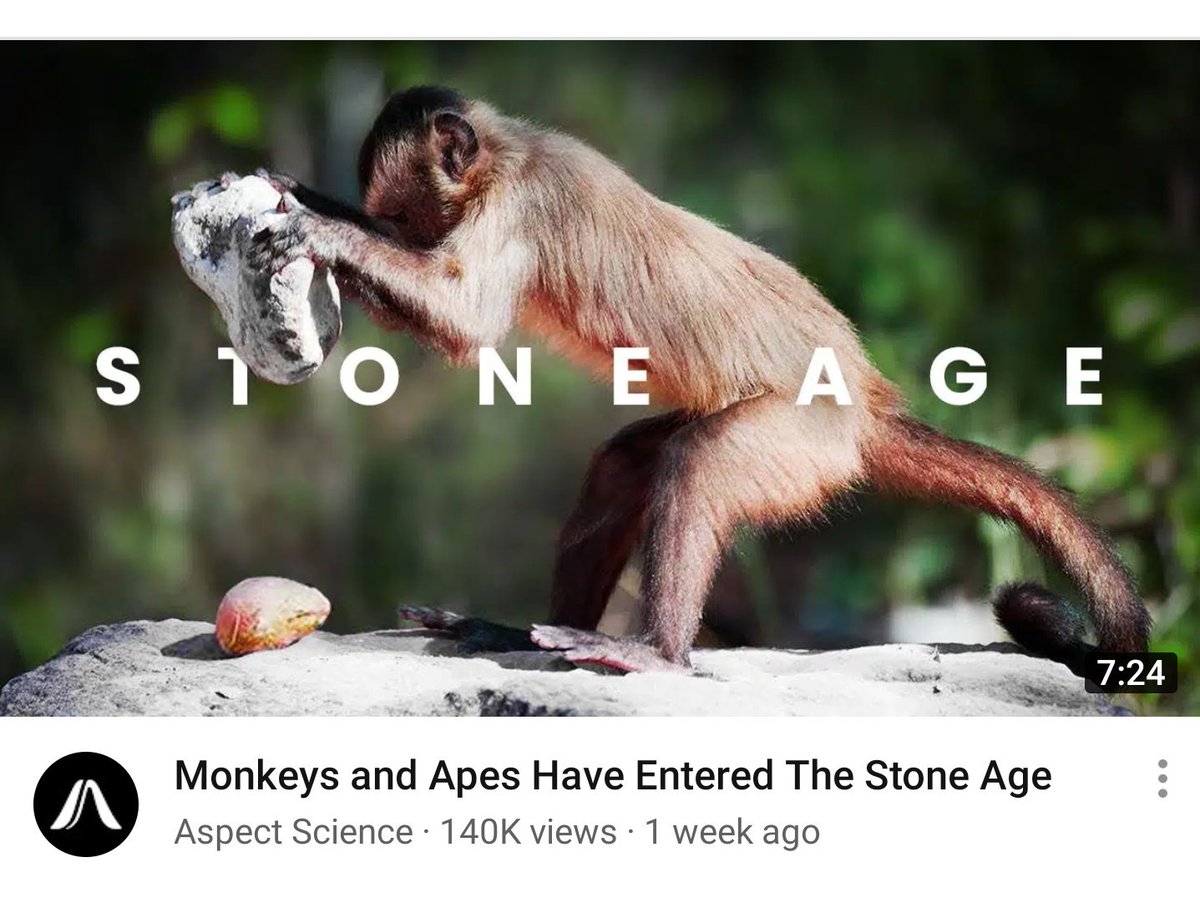 STONE AGE
7:24
Monkeys and Apes Have Entered The Stone Age
Aspect Science · 140K views · 1 week ago